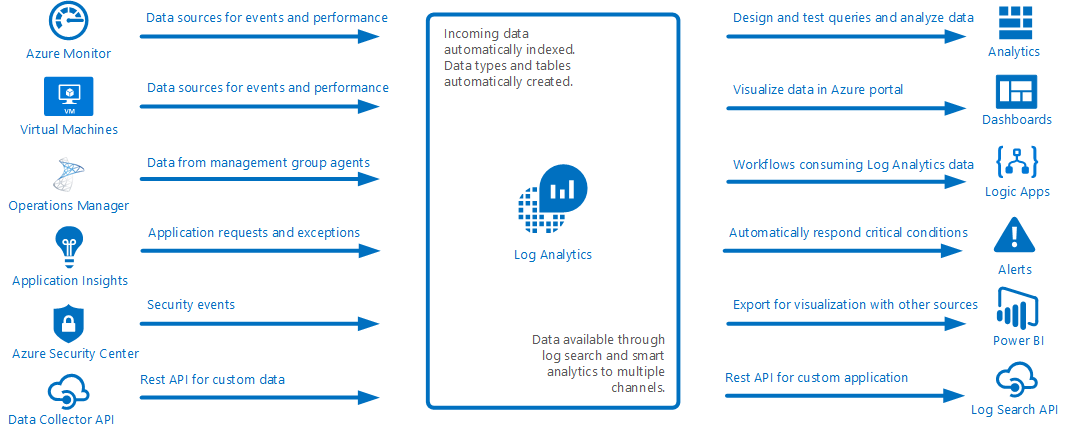 Data sources for events and performance
Azure Monitor
Data sources for events and performance
VM
Virtual Machines
Data from management group agents
Operations Manager
Application requests and exceptions
Application Insights
Security events
Azure Security Center
Rest API for custom data
Data Collector API
Incoming data
automatically indexed.
Data types and tables
automatically created.
Log Analytics
Data available through
log search and smart
analytics to multiple
channels.
Design and test queries and analyze data
Analytics
Visualize data in Azure portal
Dashboards
Workflows consuming Log Analytics data
Logic Apps
Automatically respond critical conditions
Alerts
Export for visualization with other sources
Power BI
Rest API for custom application
Log Search API